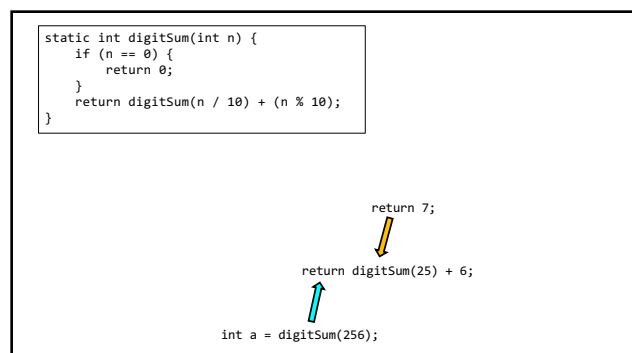 static int digitSum(int n) {
    if (n == 0) {
        return 0;
    }
    return digitSum(n / 10) + (n % 10);
}
return 7;
return digitSum(25) + 6;
int a = digitSum(256);